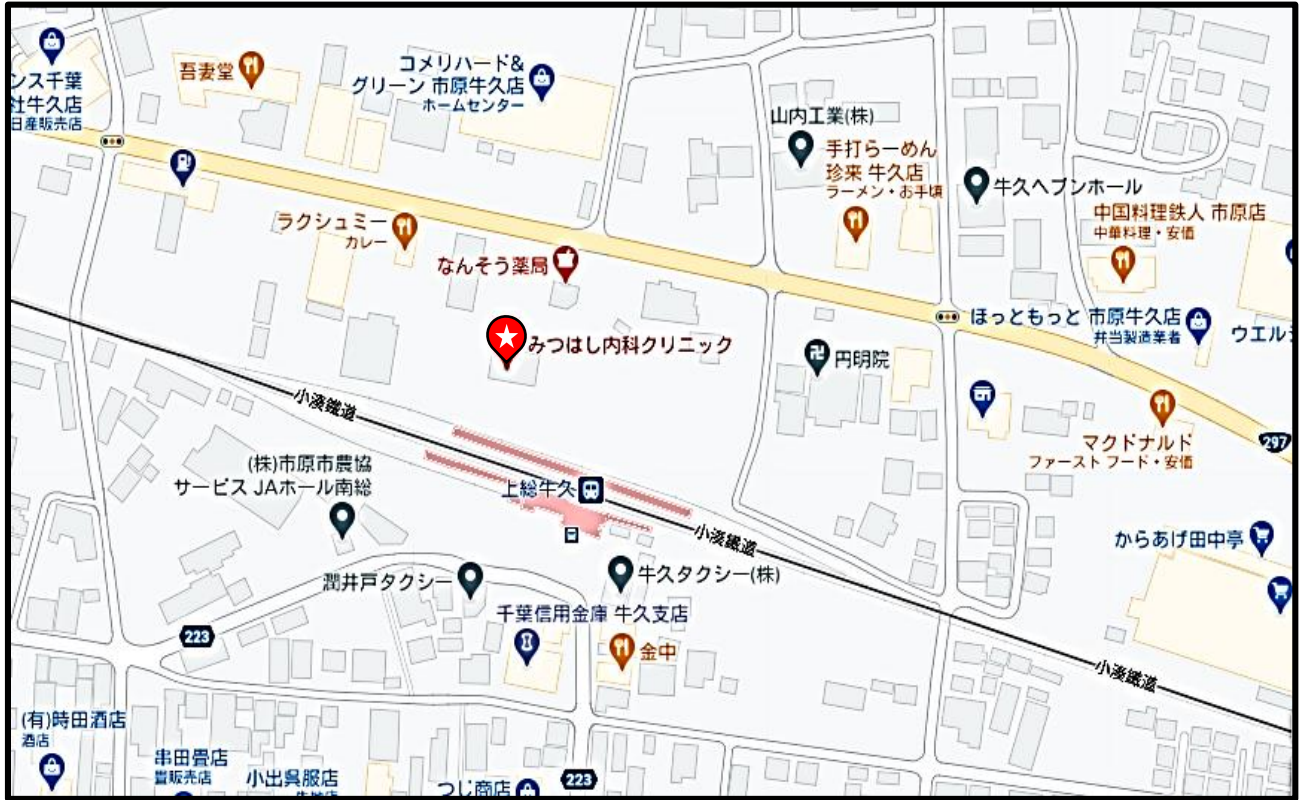 ンス千葉
社牛久店
日産販売店
吾妻堂
コメリハード&
グリーン 市原牛久店
ホームセンター
山内工業(株)
手打らーめん
珍来 牛久店
ラーメン・お手頃
牛久ヘブンホール
中国料理鉄人 市原店
中華料理・安価
ラクシュミー
カレー
なんそう薬局
ほっともっと 市原牛久店
弁当製造業者
ウエル
みつはし内科クリニック
円明院
小湊鐵道
マクドナルド
ファースト フード・安価
297
(株)市原市農協
サービス JAホール南総
上総牛久
小湊鐵道
からあげ田中亭
潤井戸タクシー
牛久タクシー(株)
千葉信用金庫 牛久支店
223
金中
小湊鐵道
(有)時田酒店
酒店
串田畳店
畳販売店
小出呉服店
つじ商店
223